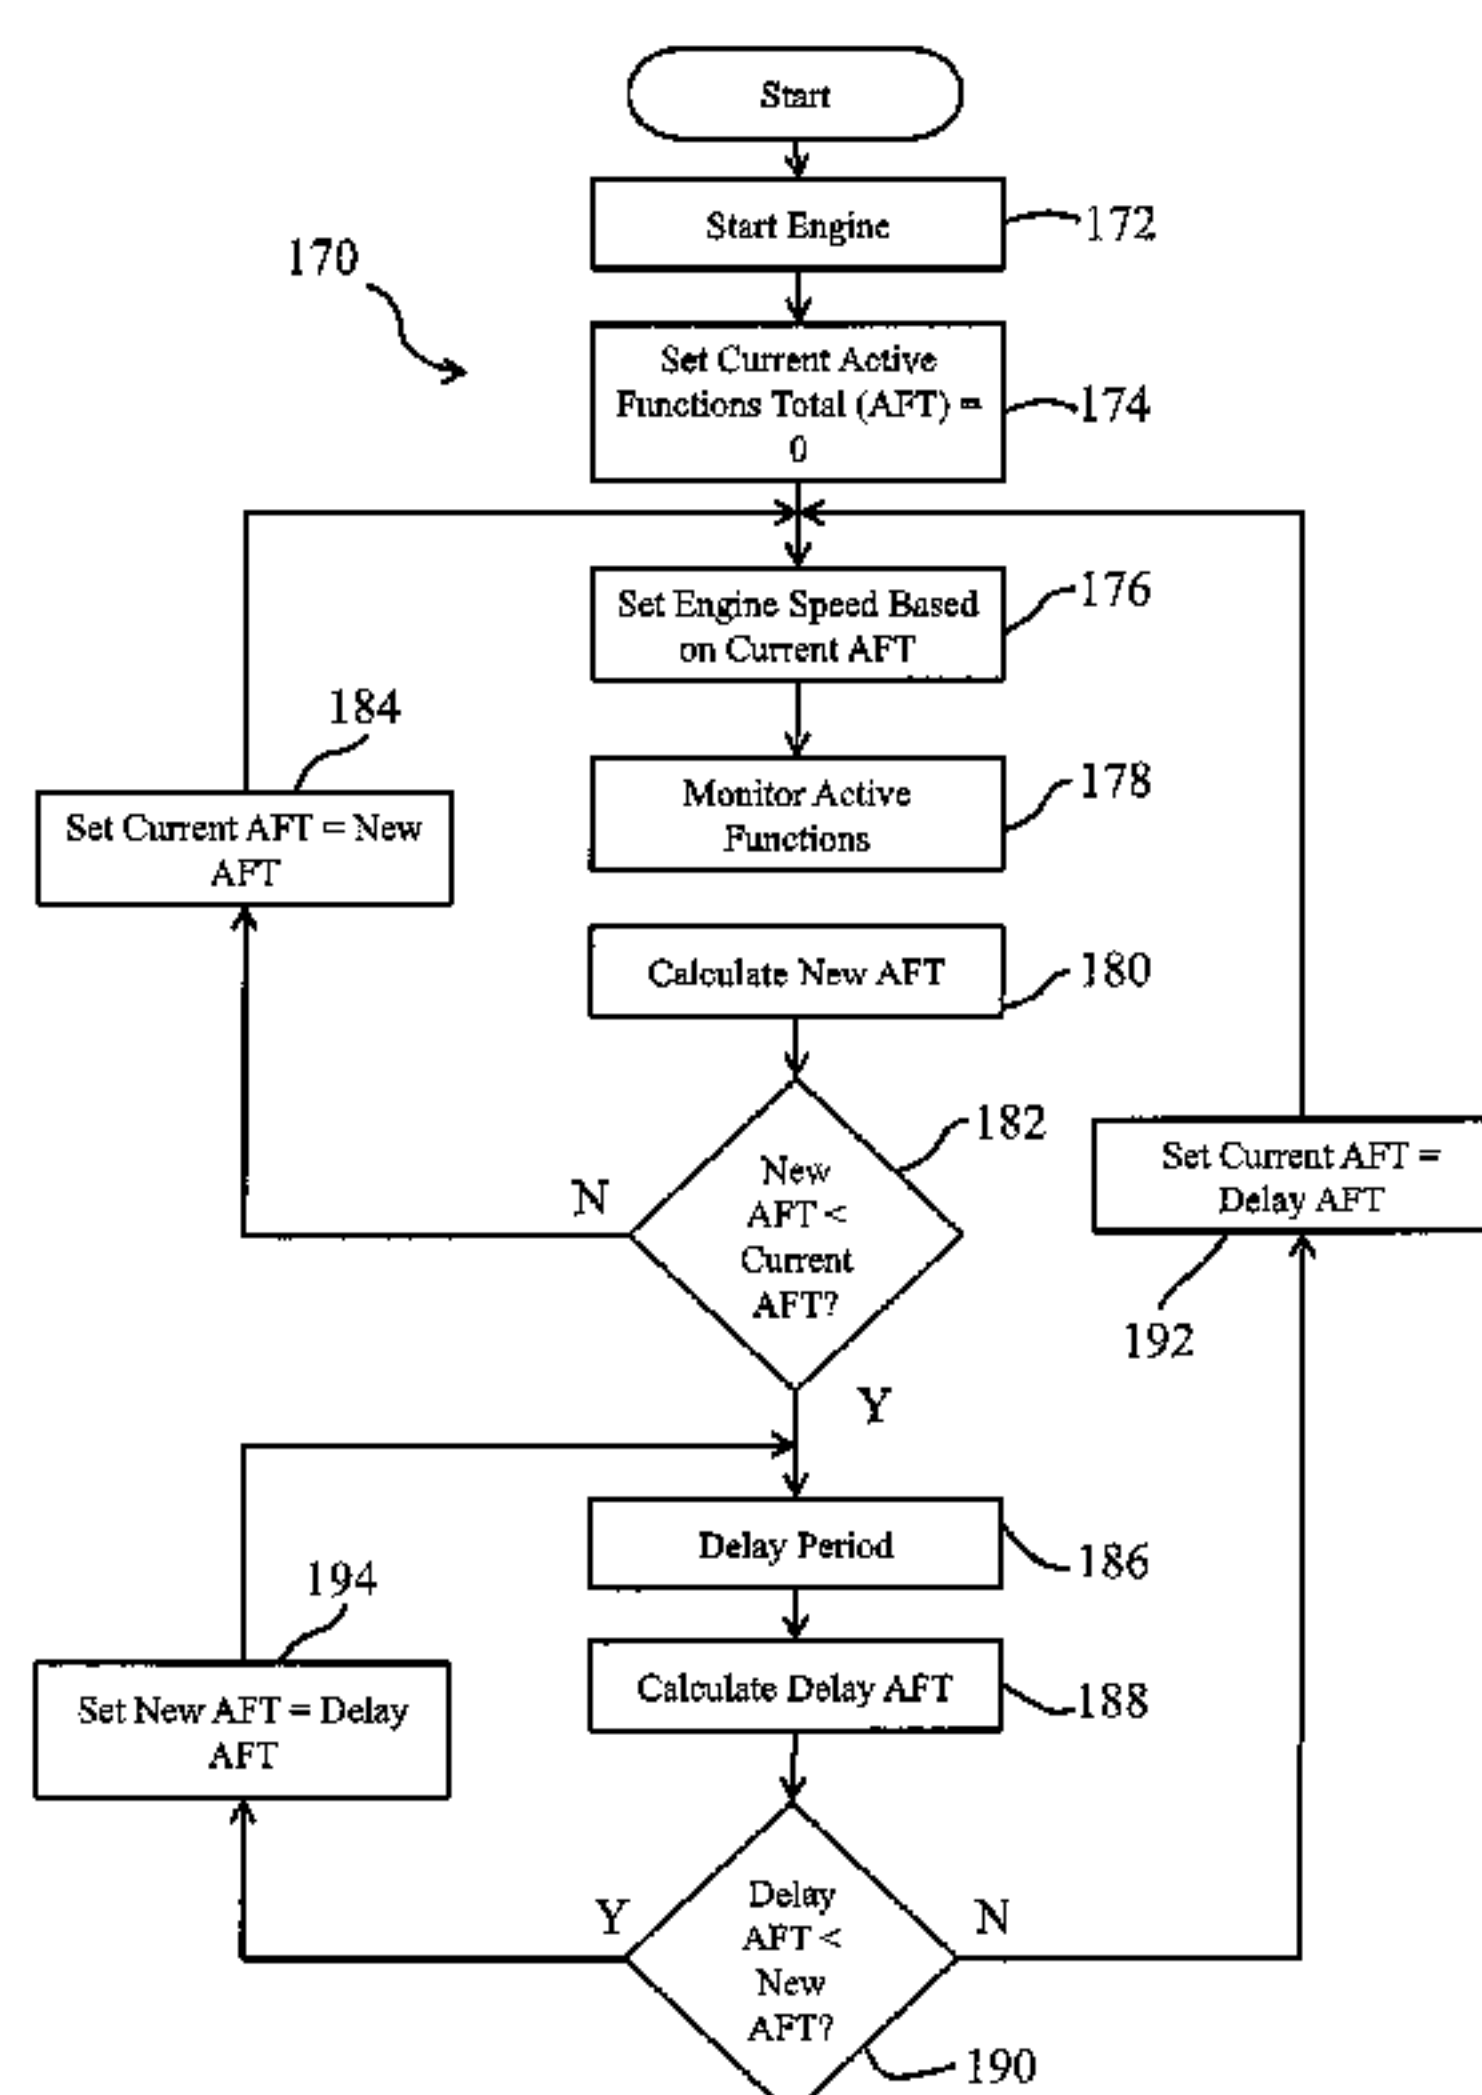 Start
Start Engine
172
170
Set Current Active
Functions Total (AFT) =
0
174
Set Engine Speed Based
on Current AFT
176
184
Monitor Active
Functions
178
Set Current AFT = New
AFT
Calculate New AFT
180
182
New
AFT <
Current
AFT?
N
Set Current AFT =
Delay AFT
192
Y
Delay Period
186
194
Calculate Delay AFT
188
Set New AFT = Delay
AFT
Y
Delay
AFT <
New
AFT?
N
190